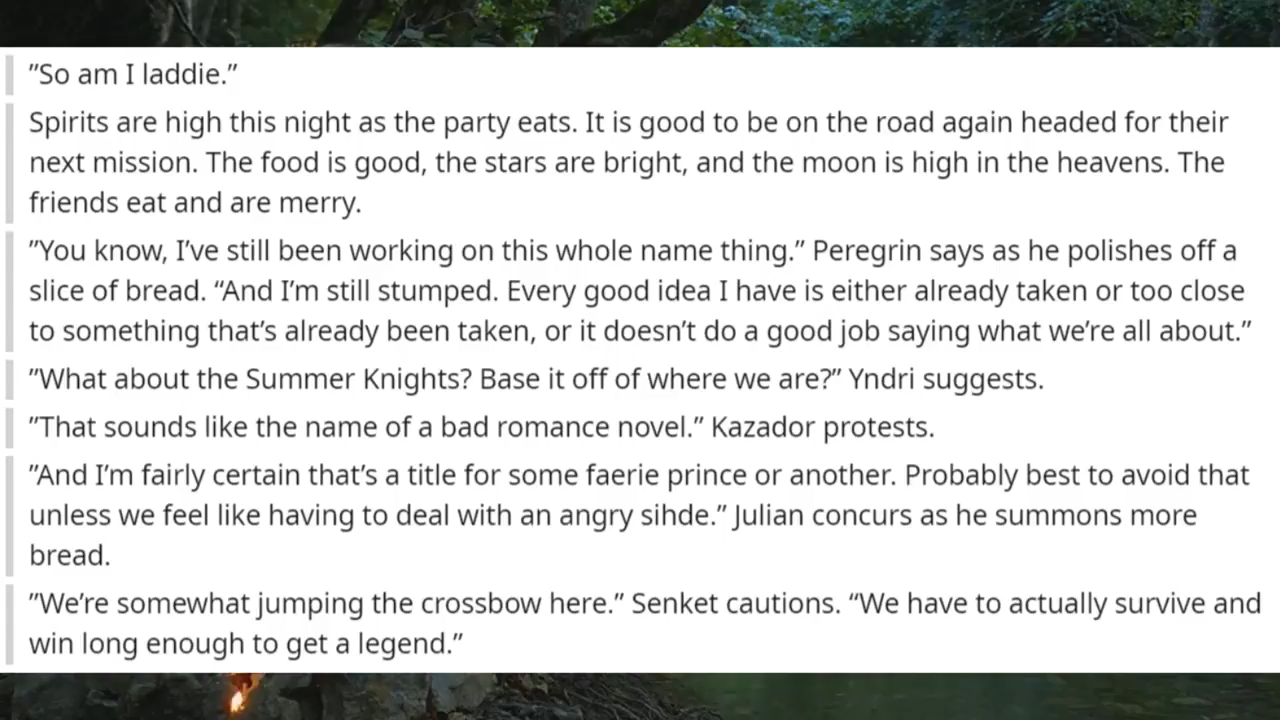 ”So am I laddie.”
Spirits are high this night as the party eats. It is good to be on the road again headed for their
next mission. The food is good, the stars are bright, and the moon is high in the heavens. The
friends eat and are merry.
”You know, I’ve still been working on this whole name thing.” Peregrin says as he polishes off a
slice of bread. “And I’m still stumped. Every good idea I have is either already taken or too close
to something that’s already been taken, or it doesn’t do a good job saying what we’re all about.”
”What about the Summer Knights? Base it off of where we are?” Yndri suggests.
”That sounds like the name of a bad romance novel.” Kazador protests.
”And I’m fairly certain that’s a title for some faerie prince or another. Probably best to avoid that
unless we feel like having to deal with an angry sihde.” Julian concurs as he summons more
bread.
”We’re somewhat jumping the crossbow here.” Senket cautions. “We have to actually survive and
win long enough to get a legend.”